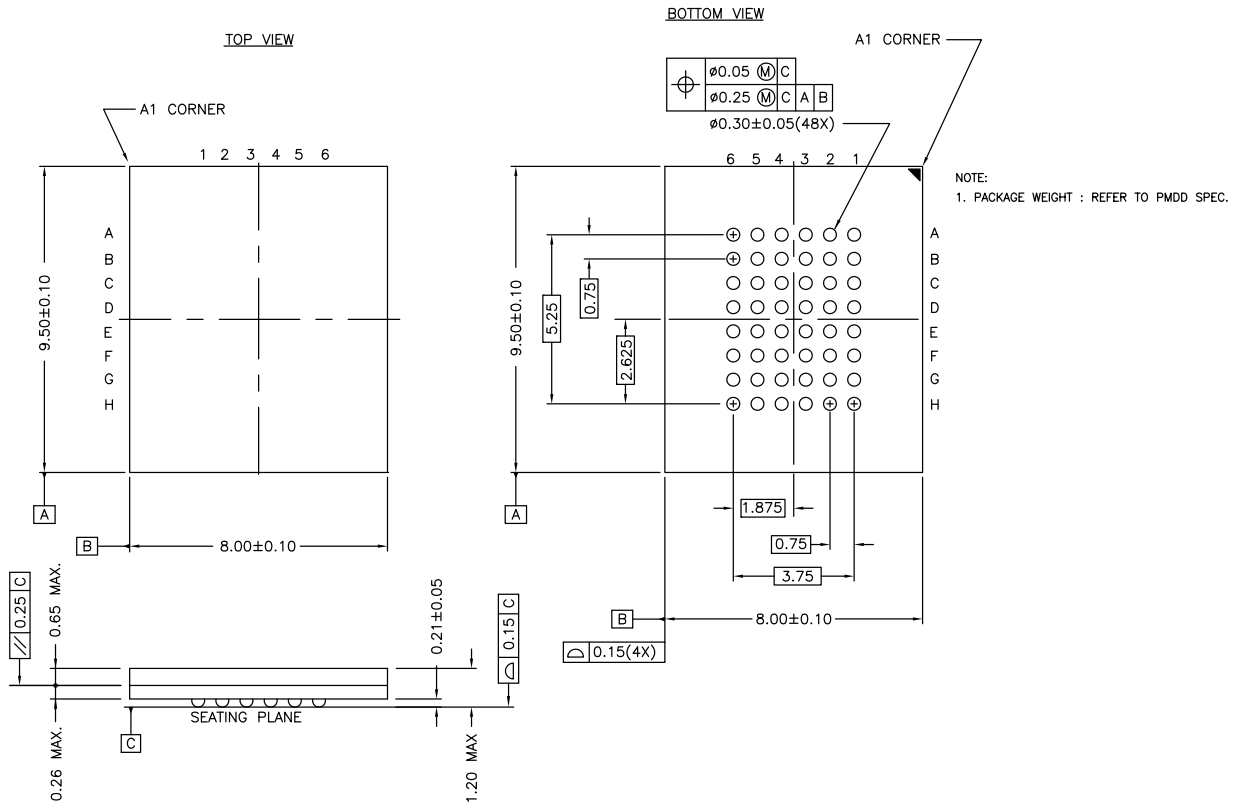 BOTTOM VIEW
TOP VIEW
A1 CORNER
ø0.05 Ⓜ C
ø0.25 Ⓜ C A B
ø0.30±0.05(48X)
A1 CORNER
1 2 3 4 5 6
6 5 4 3 2 1
NOTE:
1. PACKAGE WEIGHT : REFER TO PMDD SPEC.
A
B
C
D
E
F
G
H
9.50±0.10
A
B
8.00±0.10
9.50±0.10
5.25
0.75
2.625
A
B
C
D
E
F
G
H
A
1.875
0.75
3.75
B
8.00±0.10
⌓ 0.15(4X)
// 0.25 C
0.65 MAX.
0.26 MAX.
0.21±0.05
⌓ 0.15 C
1.20 MAX.
SEATING PLANE
C